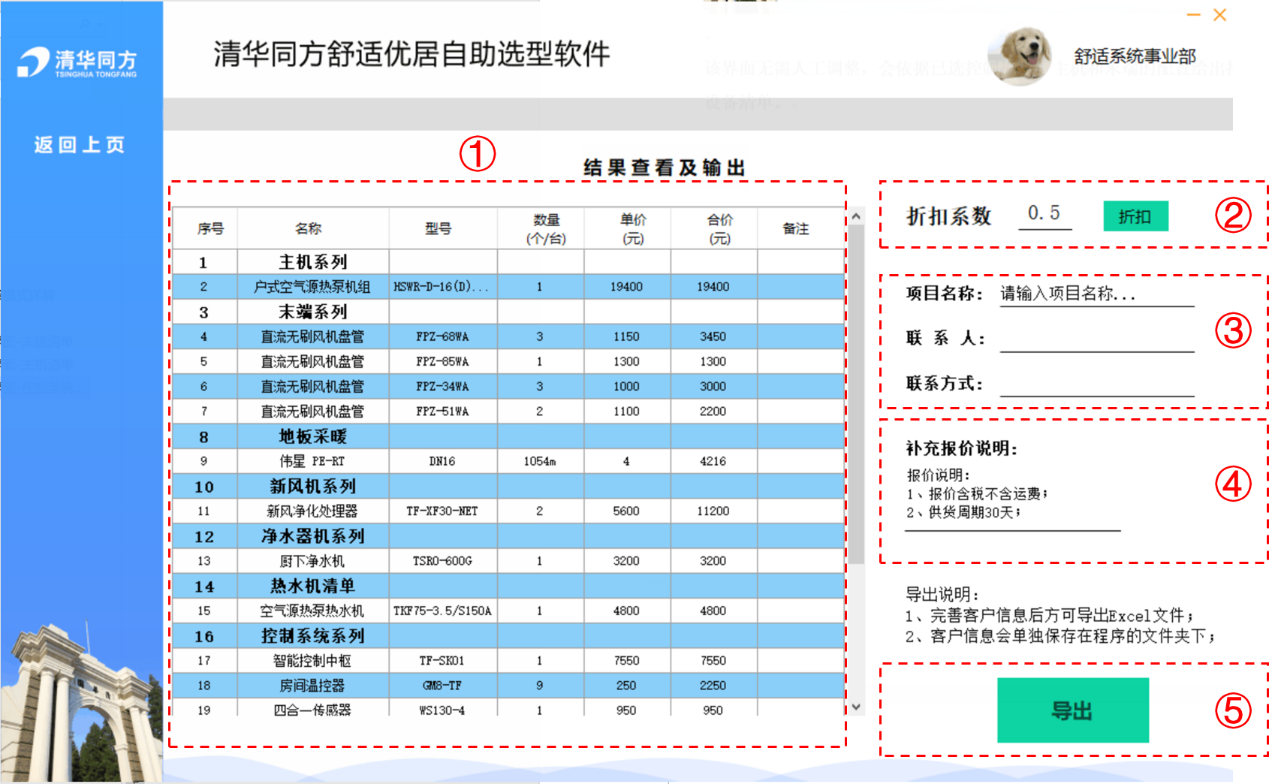 清华同方
TSINGHUA TONGFANG
清华同方舒适优居自助选型软件
舒适系统事业部
返回上页
①
结果查看及输出
序号 名称 型号 数量(个/台) 单价(元) 合价(元) 备注
1 主机系列
2 户式空气源热泵机组 HSWR-D-16(D)... 1 19400 19400
3 末端系列
4 直流无刷风机盘管 FPZ-68WA 3 1150 3450
5 直流无刷风机盘管 FPZ-85WA 1 1300 1300
6 直流无刷风机盘管 FPZ-34WA 3 1000 3000
7 直流无刷风机盘管 FPZ-51WA 2 1100 2200
8 地板采暖
9 伟星 PE-RT DN16 1054m 4 4216
10 新风机系列
11 新风净化处理器 TF-XF30-NET 2 5600 11200
12 净水器机系列
13 厨下净水机 TSRO-600G 1 3200 3200
14 热水机清单
15 空气源热泵热水机 TKF75-3.5/S150A 1 4800 4800
16 控制系统系列
17 智能控制中枢 TF-SK01 1 7550 7550
18 房间温控器 GM8-TF 9 250 2250
19 四合一传感器 WS130-4 1 950 950
折扣系数 0.5 折扣 ②
项目名称： 请输入项目名称...
联 系 人：
③
联系方式：
补充报价说明：
报价说明：
1、报价含税不含运费；
2、供货周期30天；
④
导出说明：
1、完善客户信息后方可导出Excel文件；
2、客户信息会单独保存在程序的文件夹下；
导出 ⑤